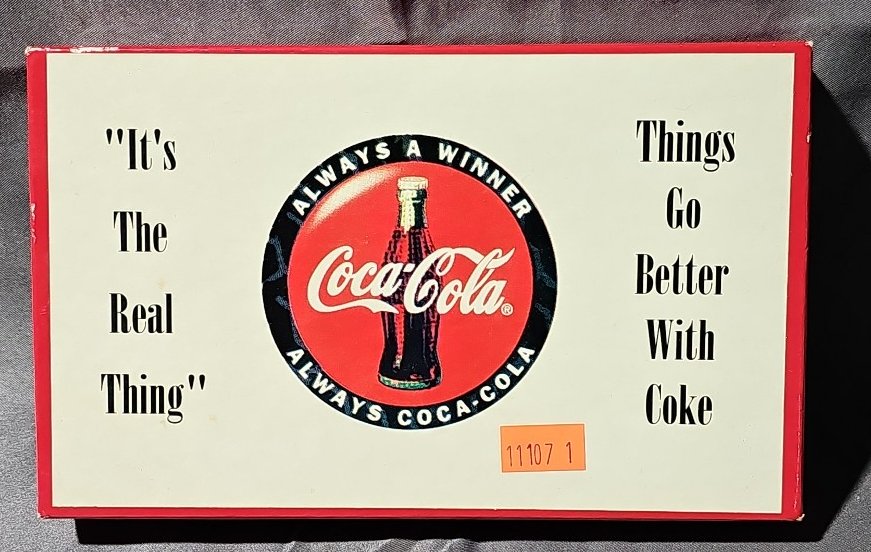 "It's
The
Real
Thing"
ALWAYS A WINNER
Coca-Cola®
ALWAYS COCA-COLA
Things
Go
Better
With
Coke
11107 1